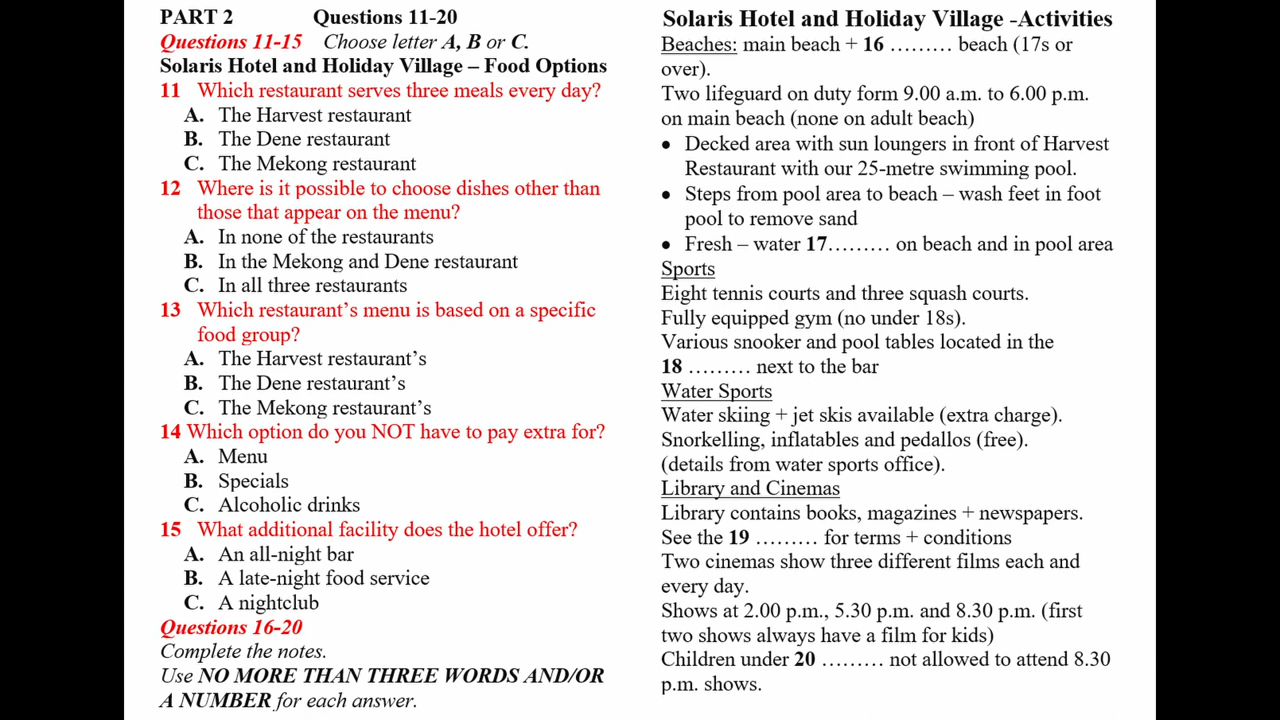 PART 2 Questions 11-20
Questions 11-15 Choose letter A, B or C.
Solaris Hotel and Holiday Village – Food Options
11 Which restaurant serves three meals every day?
A. The Harvest restaurant
B. The Dene restaurant
C. The Mekong restaurant
12 Where is it possible to choose dishes other than
those that appear on the menu?
A. In none of the restaurants
B. In the Mekong and Dene restaurant
C. In all three restaurants
13 Which restaurant's menu is based on a specific
food group?
A. The Harvest restaurant's
B. The Dene restaurant's
C. The Mekong restaurant's
14 Which option do you NOT have to pay extra for?
A. Menu
B. Specials
C. Alcoholic drinks
15 What additional facility does the hotel offer?
A. An all-night bar
B. A late-night food service
C. A nightclub
Questions 16-20
Complete the notes.
Use NO MORE THAN THREE WORDS AND/OR
A NUMBER for each answer.
Solaris Hotel and Holiday Village -Activities
Beaches: main beach + 16 ……… beach (17s or
over).
Two lifeguard on duty form 9.00 a.m. to 6.00 p.m.
on main beach (none on adult beach)
• Decked area with sun loungers in front of Harvest
Restaurant with our 25-metre swimming pool.
• Steps from pool area to beach – wash feet in foot
pool to remove sand
• Fresh – water 17……… on beach and in pool area
Sports
Eight tennis courts and three squash courts.
Fully equipped gym (no under 18s).
Various snooker and pool tables located in the
18 ……… next to the bar
Water Sports
Water skiing + jet skis available (extra charge).
Snorkelling, inflatables and pedallos (free).
(details from water sports office).
Library and Cinemas
Library contains books, magazines + newspapers.
See the 19 ……… for terms + conditions
Two cinemas show three different films each and
every day.
Shows at 2.00 p.m., 5.30 p.m. and 8.30 p.m. (first
two shows always have a film for kids)
Children under 20 ……… not allowed to attend 8.30
p.m. shows.